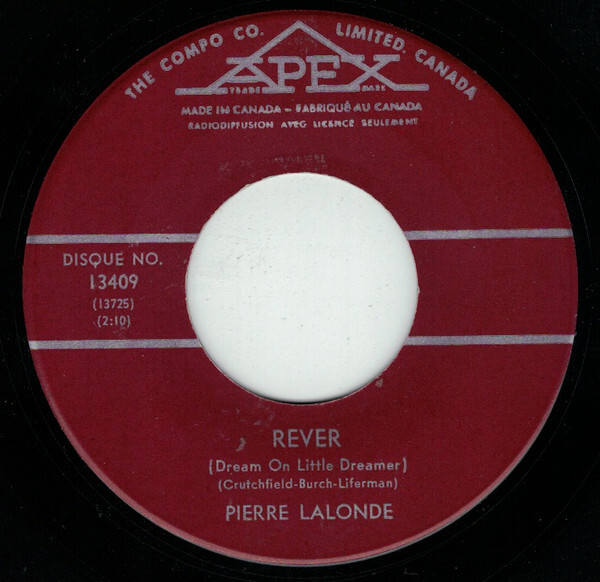 THE COMPO CO. LIMITED, CANADA
APEX
TRADE MARK
MADE IN CANADA – FABRIQUÉ AU CANADA
RADIODIFFUSION AVEC LICENCE SEULEMENT
DISQUE NO.
13409
(13725)
(2:10)
REVER
(Dream On Little Dreamer)
(Crutchfield-Burch-Liferman)
PIERRE LALONDE